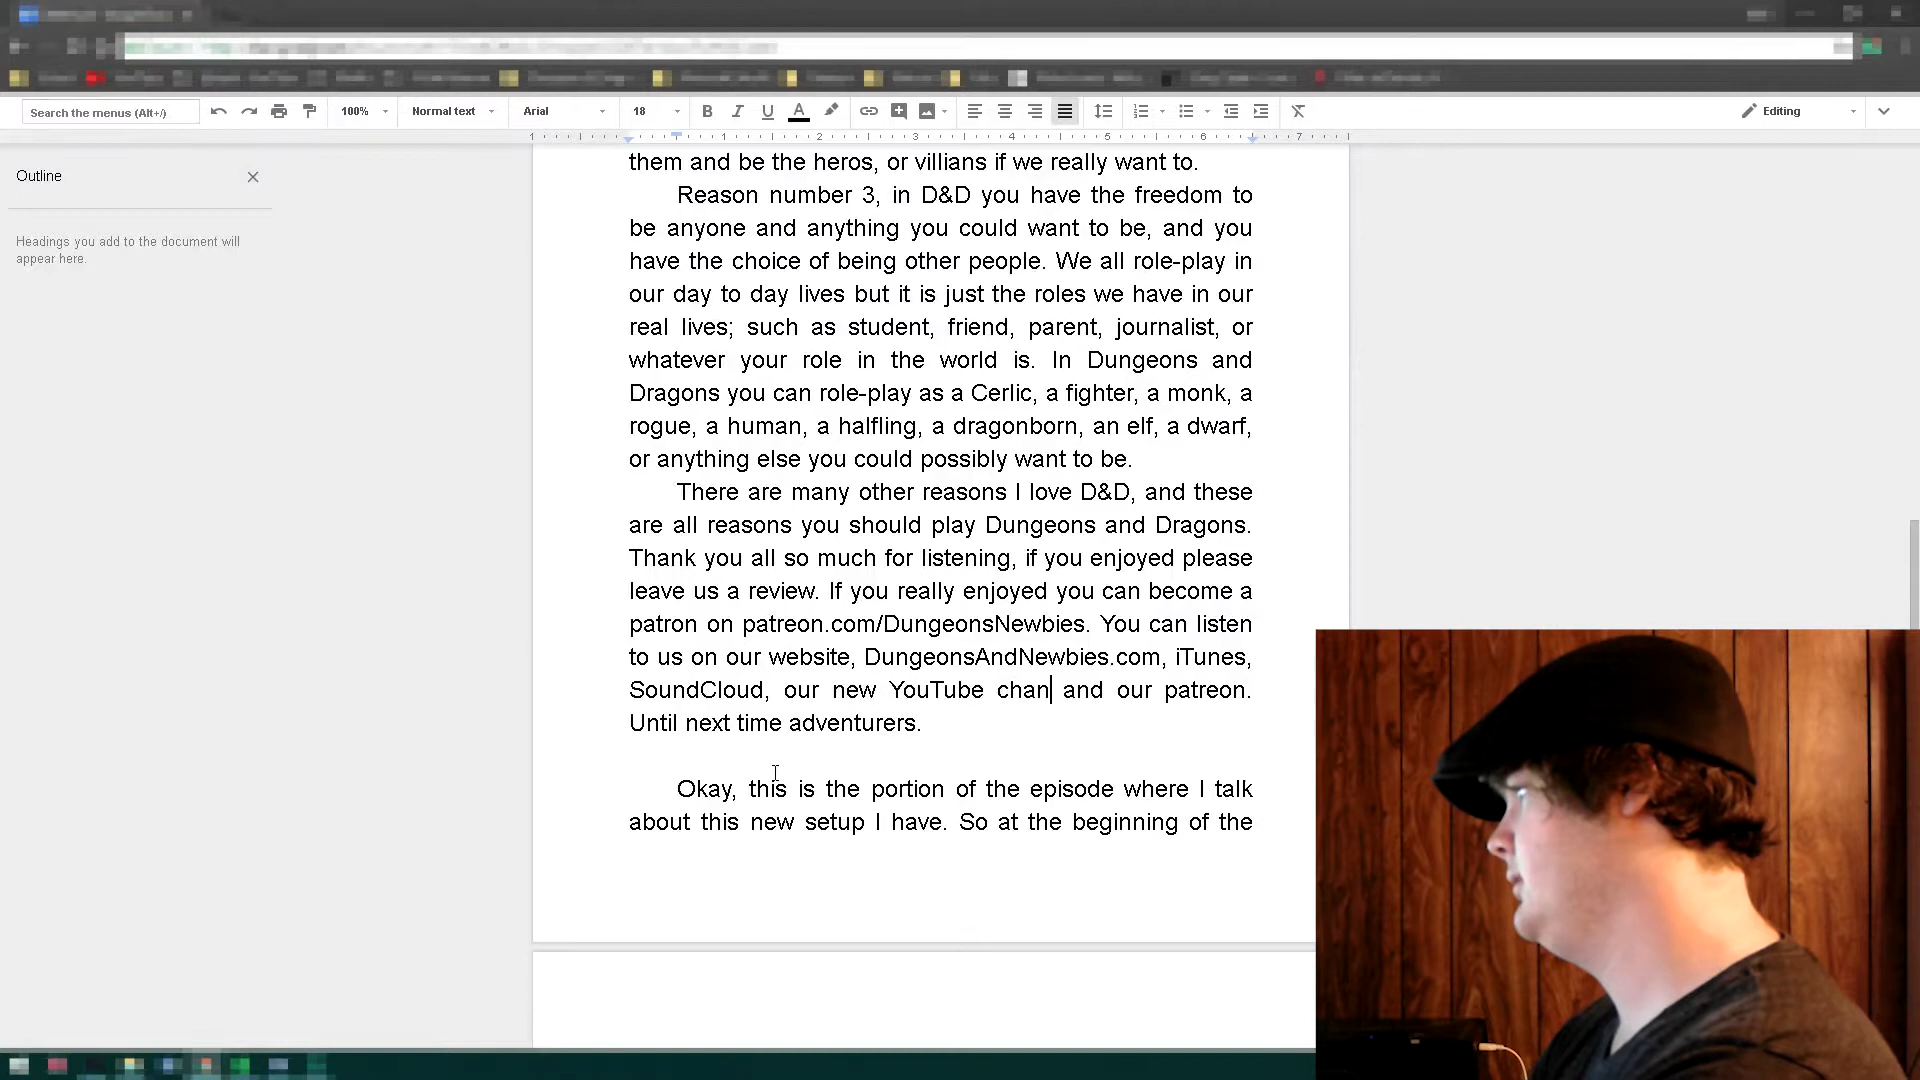 Search the menus (Alt+/)
100%
Normal text
Arial
18
Editing
1 1 2 3 4 5 6 7
Outline
Headings you add to the document will
appear here.
them and be the heros, or villians if we really want to.
Reason number 3, in D&D you have the freedom to
be anyone and anything you could want to be, and you
have the choice of being other people. We all role-play in
our day to day lives but it is just the roles we have in our
real lives; such as student, friend, parent, journalist, or
whatever your role in the world is. In Dungeons and
Dragons you can role-play as a Cerlic, a fighter, a monk, a
rogue, a human, a halfling, a dragonborn, an elf, a dwarf,
or anything else you could possibly want to be.
There are many other reasons I love D&D, and these
are all reasons you should play Dungeons and Dragons.
Thank you all so much for listening, if you enjoyed please
leave us a review. If you really enjoyed you can become a
patron on patreon.com/DungeonsNewbies. You can listen
to us on our website, DungeonsAndNewbies.com, iTunes,
SoundCloud, our new YouTube chan and our patreon.
Until next time adventurers.
Okay, this is the portion of the episode where I talk
about this new setup I have. So at the beginning of the